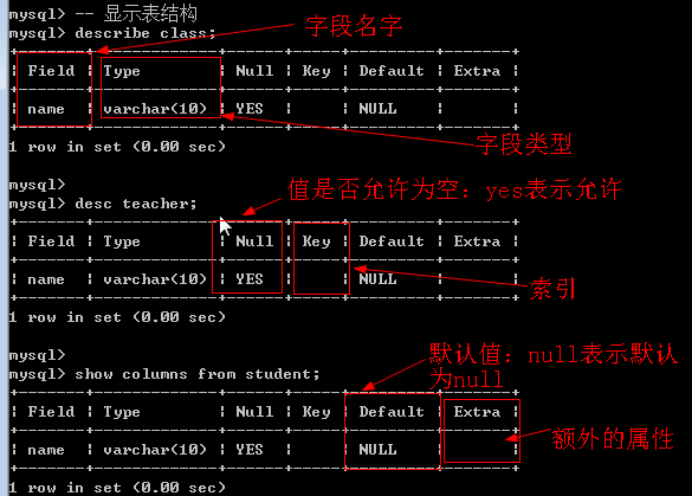 mysql> -- 显示表结构
mysql> describe class;
字段名字
+-------+-------------+------+-----+---------+-------+
| Field | Type | Null | Key | Default | Extra |
+-------+-------------+------+-----+---------+-------+
| name | varchar(10) | YES | | NULL | |
+-------+-------------+------+-----+---------+-------+
1 row in set (0.00 sec)
字段类型
mysql>
值是否允许为空：yes表示允许
mysql> desc teacher;
+-------+-------------+------+-----+---------+-------+
| Field | Type | Null | Key | Default | Extra |
+-------+-------------+------+-----+---------+-------+
| name | varchar(10) | YES | | NULL | |
+-------+-------------+------+-----+---------+-------+
索引
1 row in set (0.00 sec)
mysql>
默认值：null表示默认
为null
mysql> show columns from student;
+-------+-------------+------+-----+---------+-------+
| Field | Type | Null | Key | Default | Extra |
+-------+-------------+------+-----+---------+-------+
| name | varchar(10) | YES | | NULL | |
+-------+-------------+------+-----+---------+-------+
额外的属性
1 row in set (0.00 sec)